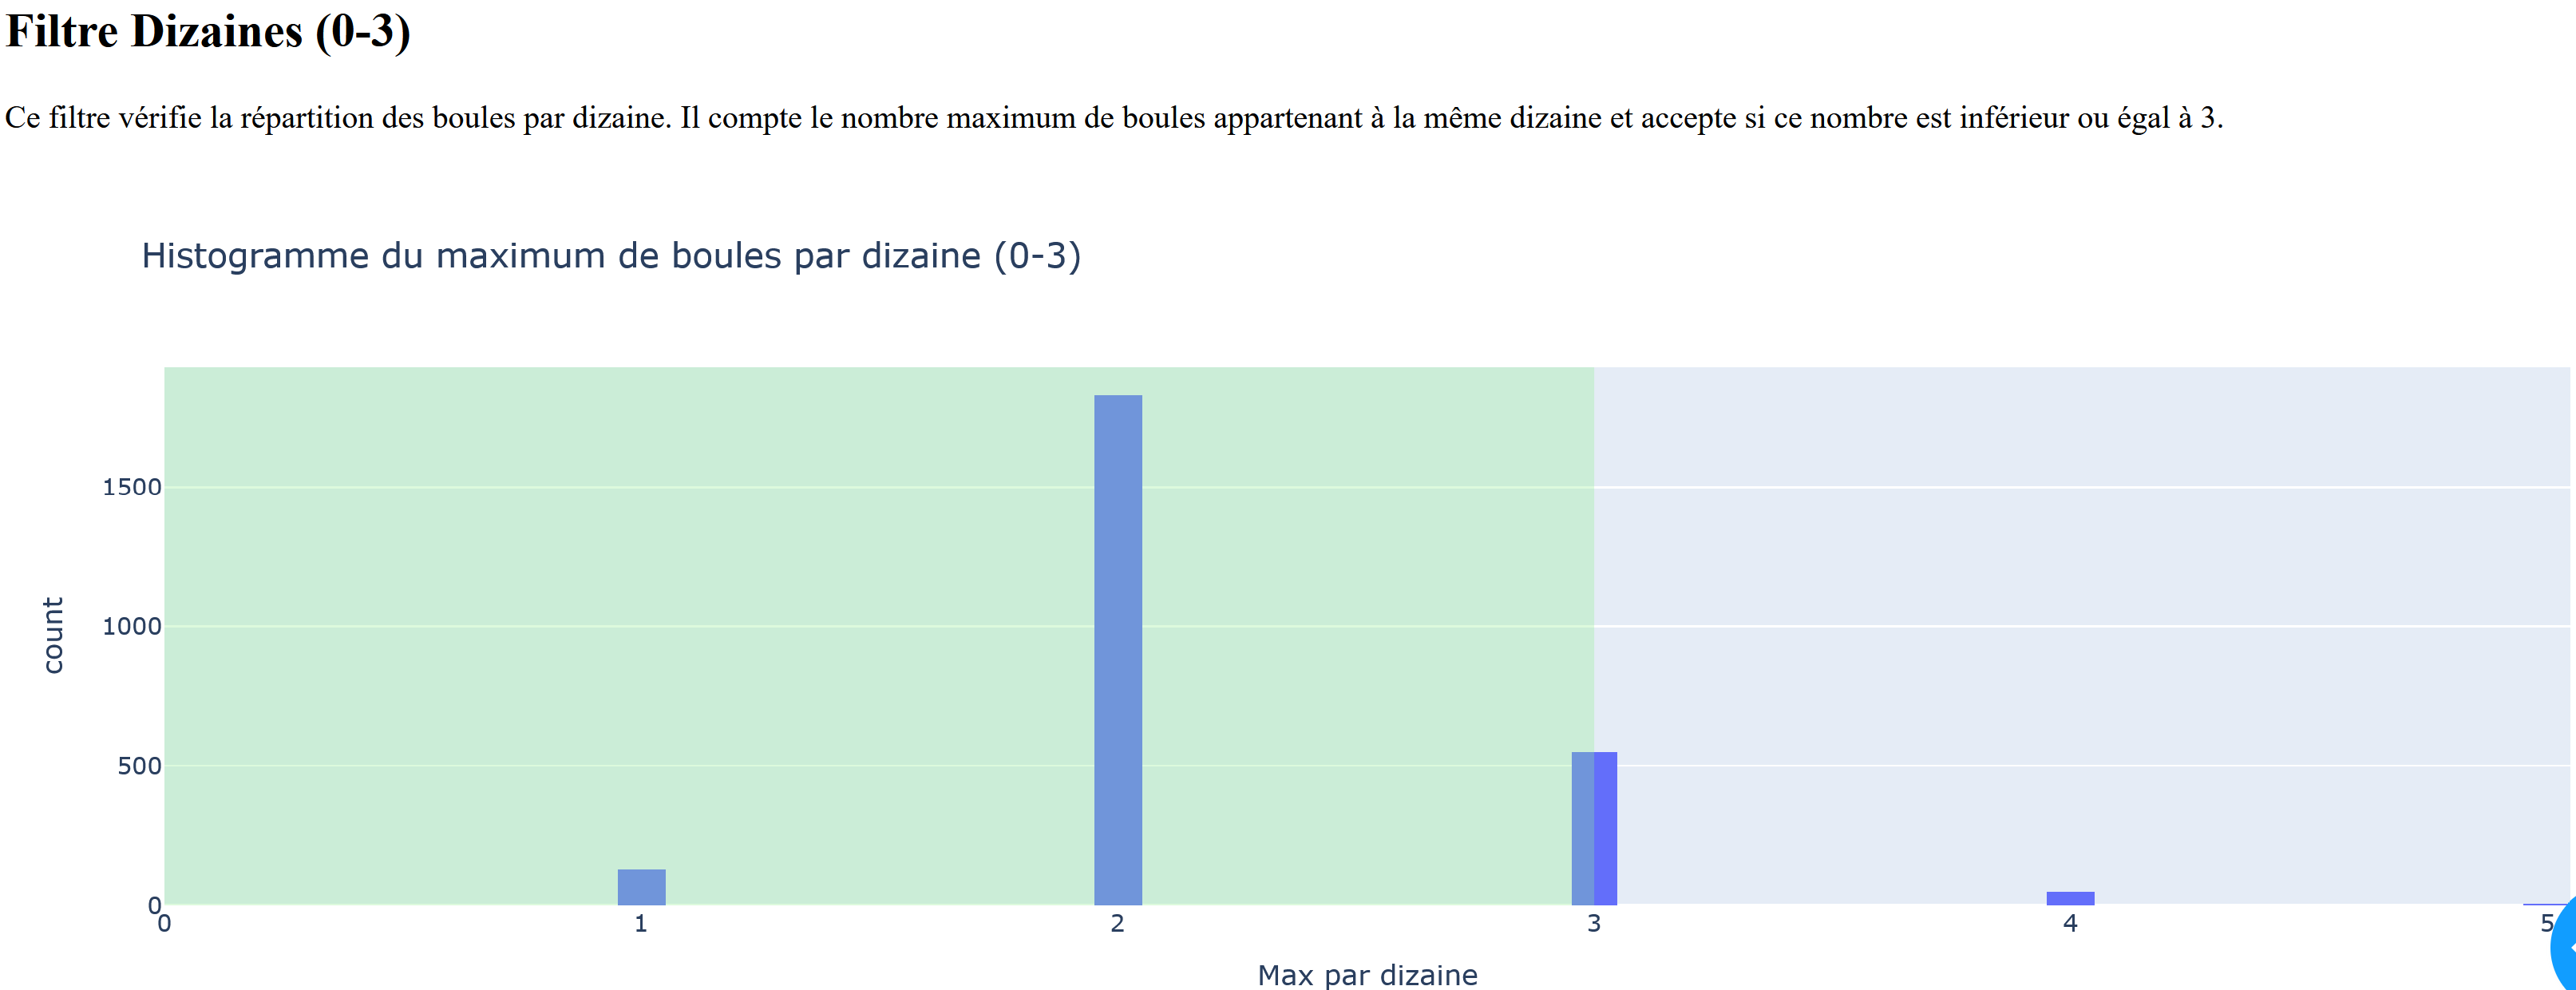 Filtre Dizaines (0-3)
Ce filtre vérifie la répartition des boules par dizaine. Il compte le nombre maximum de boules appartenant à la même dizaine et accepte si ce nombre est inférieur ou égal à 3.
Histogramme du maximum de boules par dizaine (0-3)
1500
1000
500
0
count
0 1 2 3 4 5
Max par dizaine